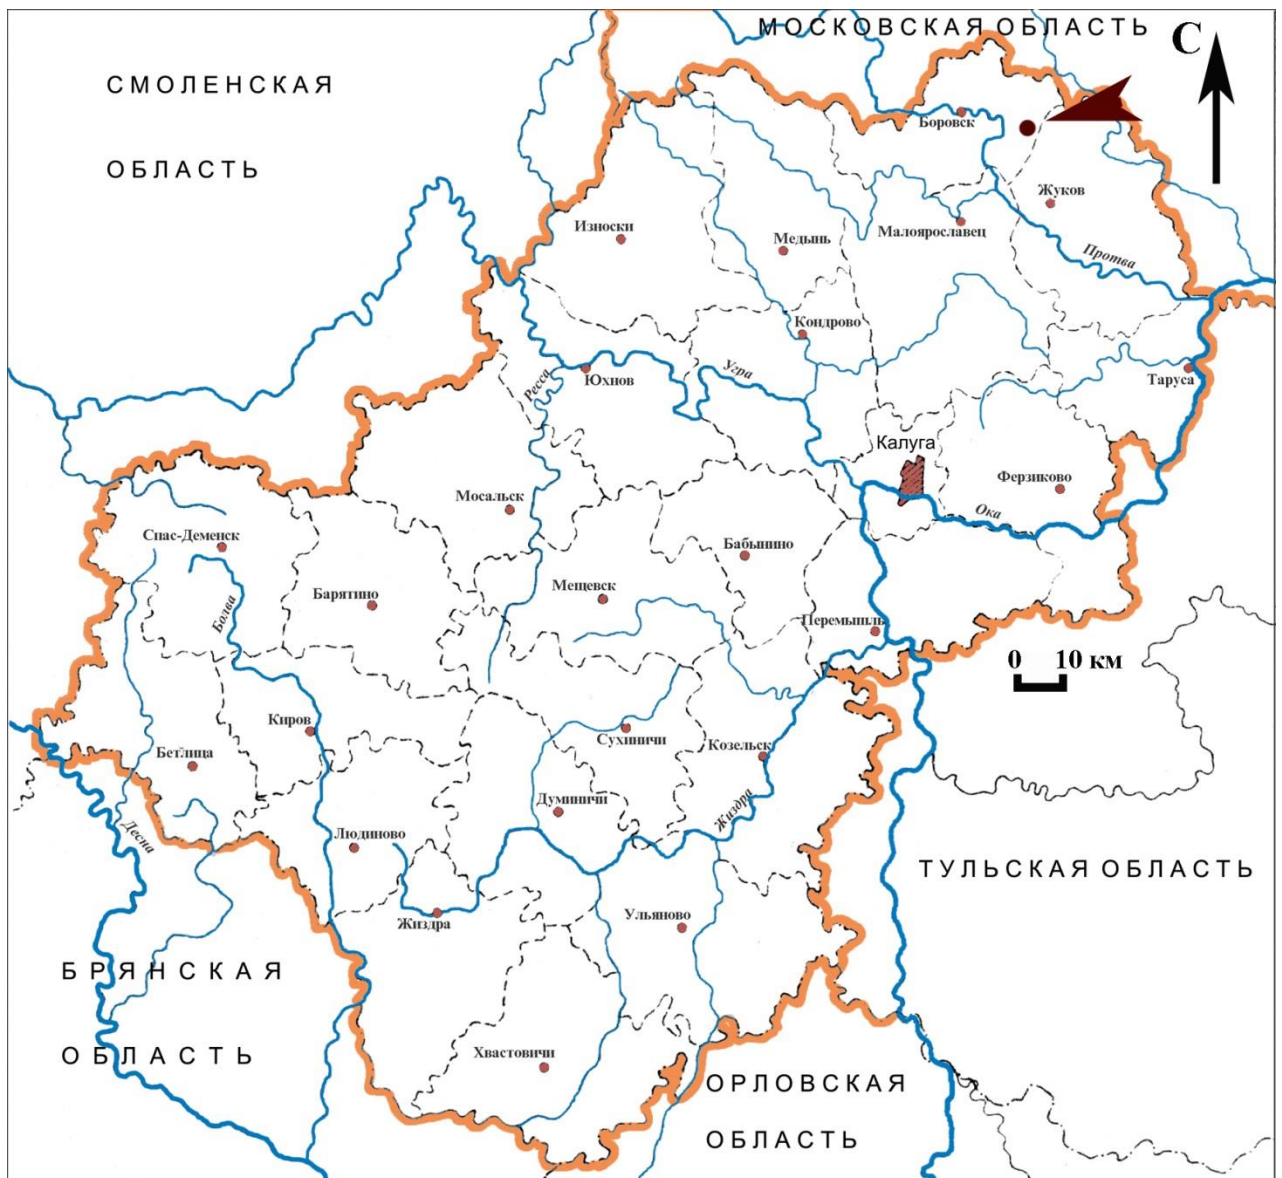 МОСКОВСКАЯ ОБЛАСТЬ
С
СМОЛЕНСКАЯ
ОБЛАСТЬ
Боровск
Жуков
Износки
Медынь
Малоярославец
Протва
Кондрово
Угра
Ресса
Юхнов
Таруса
Калуга
Ферзиково
Мосальск
Ока
Спас-Деменск
Бабынино
Барятино
Мещевск
Болва
Перемышль
0 10 км
Киров
Сухиничи
Козельск
Бетлица
Думиничи
Жиздра
Десна
Людиново
ТУЛЬСКАЯ ОБЛАСТЬ
Жиздра
Ульяново
БРЯНСКАЯ
ОБЛАСТЬ
Хвастовичи
ОРЛОВСКАЯ
ОБЛАСТЬ